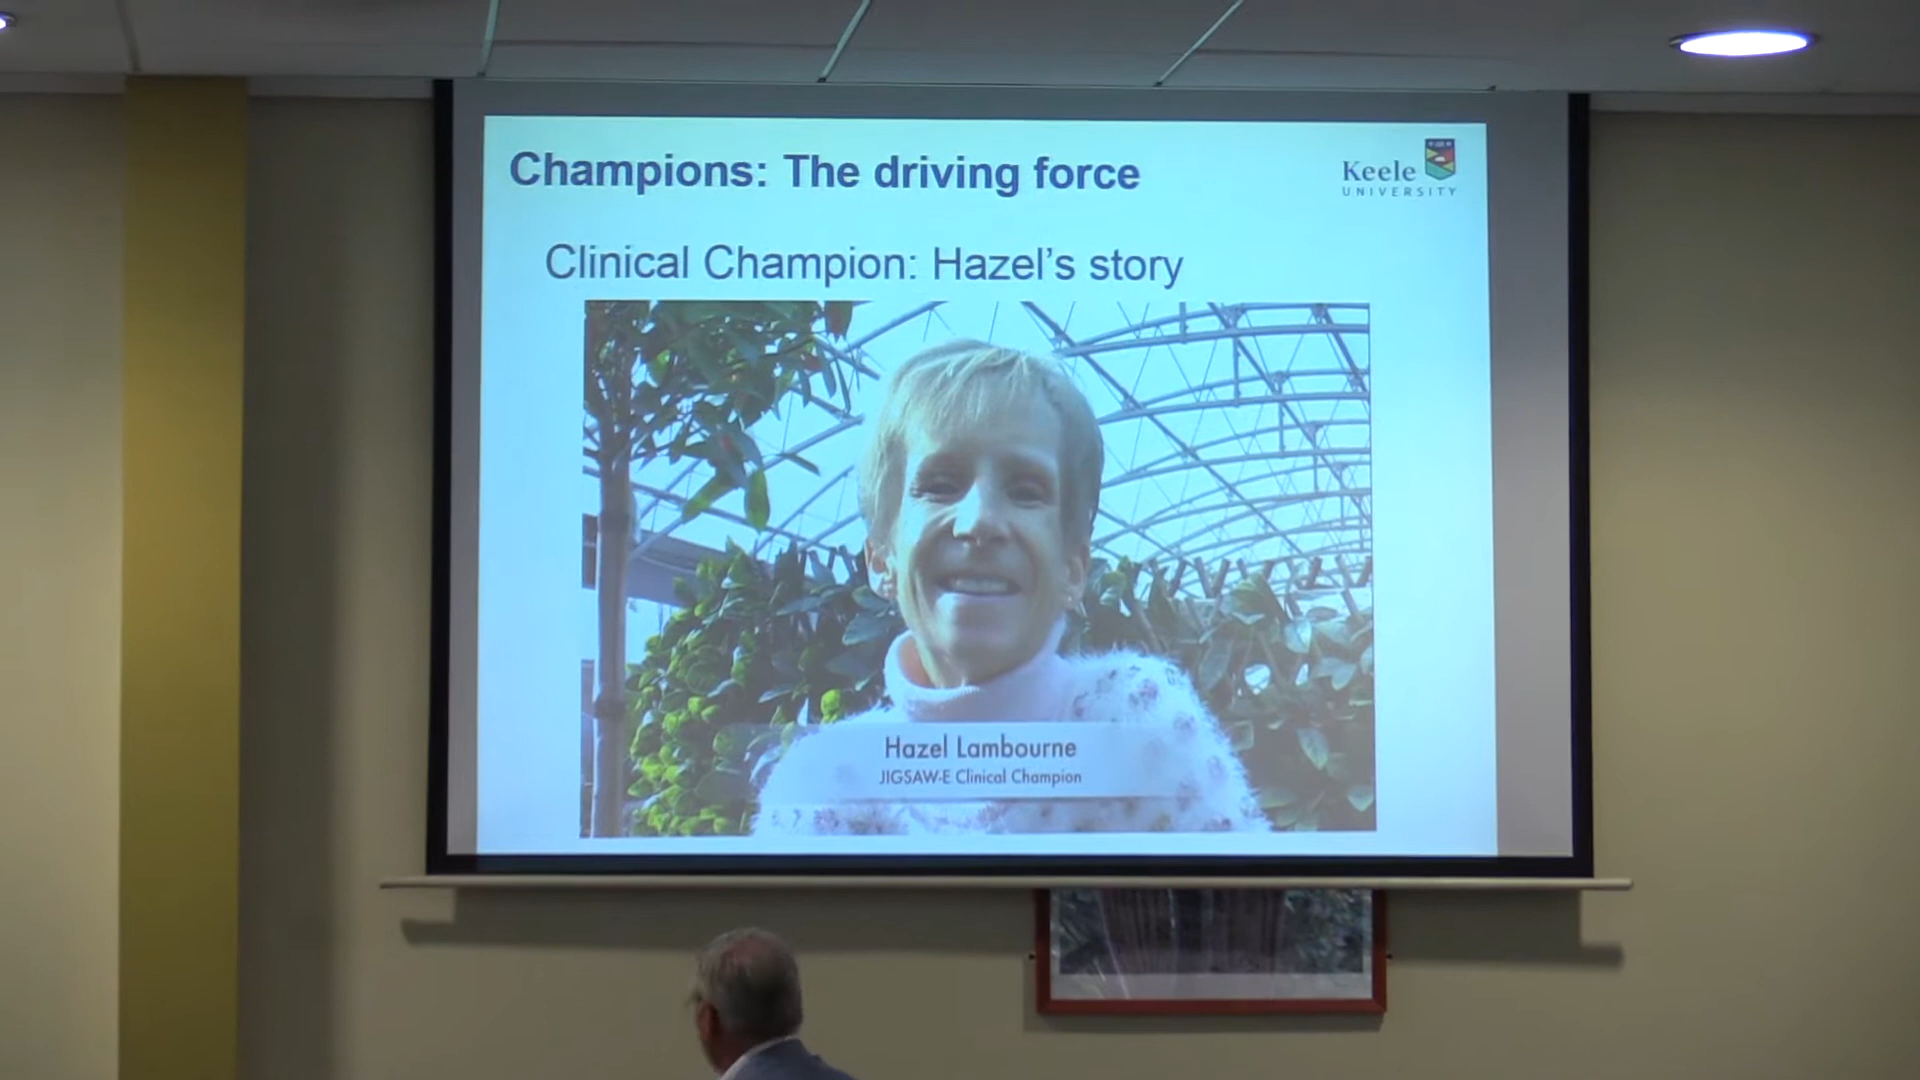 Champions: The driving force
Keele
UNIVERSITY
Clinical Champion: Hazel's story
Hazel Lambourne
JIGSAW-E Clinical Champion